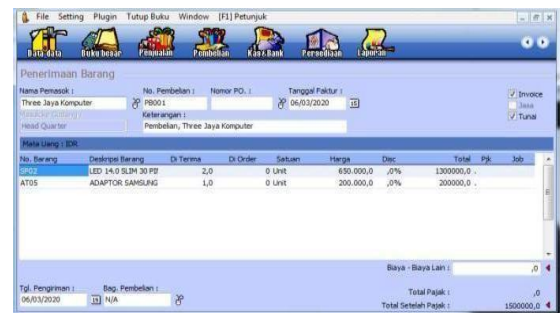 File Setting Plugin Tutup Buku Window [F1] Petunjuk
Data-data Buku besar Penjualan Pembelian Kas & Bank Persediaan Laporan
Penerimaan Barang
Nama Pemasok : No. Pembelian : Nomor PO. : Tanggal Faktur :
Three Jaya Komputer PB001 06/03/2020 15 Invoice
Jasa
Keterangan : Tunai
Head Quarter Pembelian, Three Jaya Komputer
Mata Uang : IDR
No. Barang Deskripsi Barang Di Terima Di Order Satuan Harga Disc Total Pjk Job
SP02 LED 14.0 SLIM 30 PI 2,0 0 Unit 650.000,0 ,0% 1300000,0 .
AT05 ADAPTOR SAMSUNG 1,0 0 Unit 200.000,0 ,0% 200000,0 .
Biaya - Biaya Lain : ,0
Tgl. Pengiriman : Bag. Pembelian : Total Pajak : ,0
06/03/2020 15 N/A Total Setelah Pajak : 1500000,0